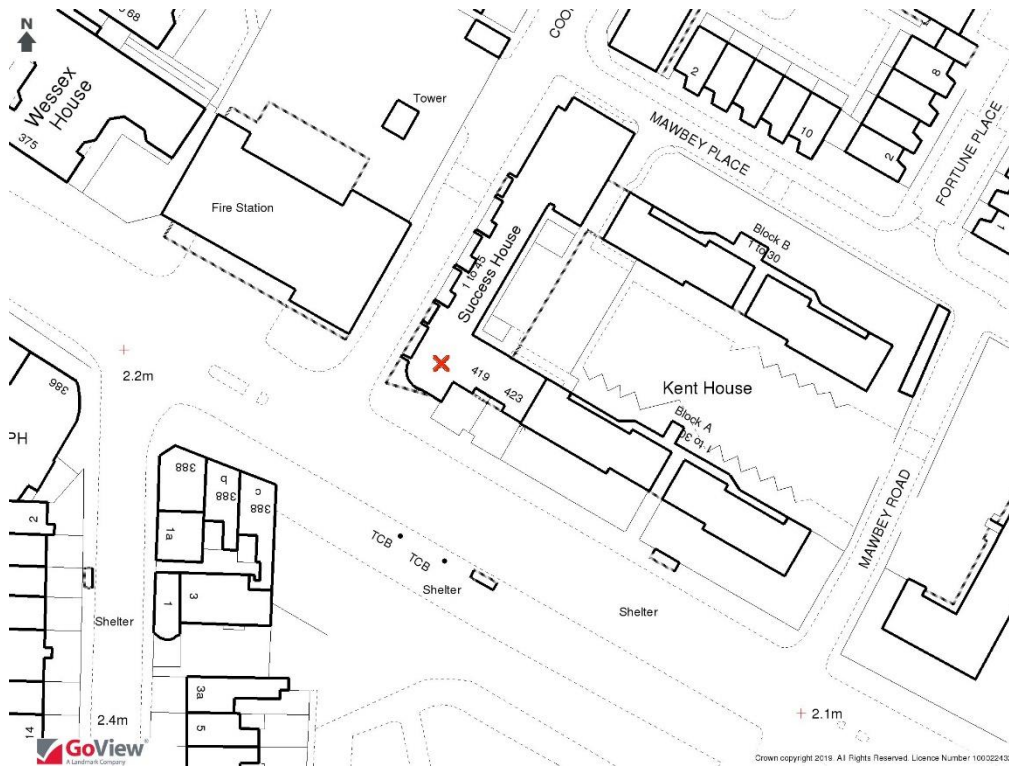 N
68
COO
Wessex
House
375
Tower
Fire Station
2
10
8
2
MAWBEY PLACE
FORTUNE PLACE
1
Block B
1 to 30
1 to 45
Success House
419
423
Kent House
Block A
1 to 30
2.2m
386
PH
388
b
388
c
388
1a
2
1
3
TCB
TCB
Shelter
Shelter
Shelter
MAWBEY ROAD
3a
5
14
2.4m
2.1m
GoView
A Landmark Company
Crown copyright 2019. All Rights Reserved. Licence Number 100022432